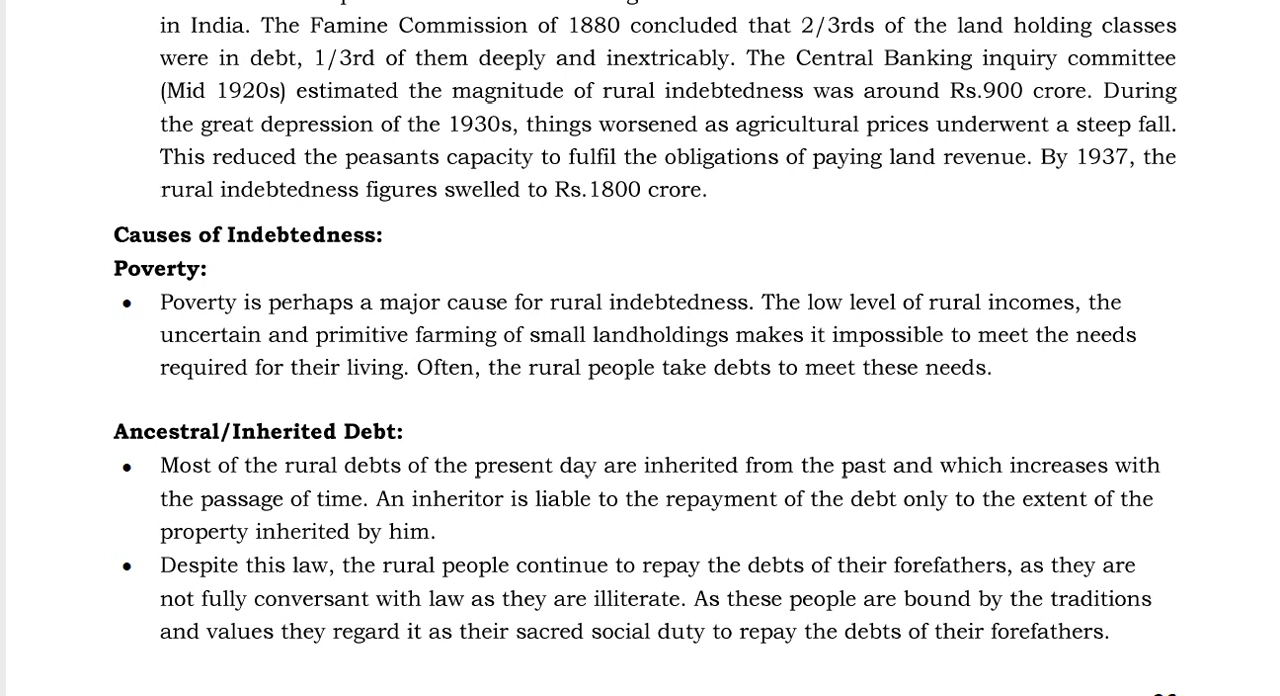 in India. The Famine Commission of 1880 concluded that 2/3rds of the land holding classes
were in debt, 1/3rd of them deeply and inextricably. The Central Banking inquiry committee
(Mid 1920s) estimated the magnitude of rural indebtedness was around Rs.900 crore. During
the great depression of the 1930s, things worsened as agricultural prices underwent a steep fall.
This reduced the peasants capacity to fulfil the obligations of paying land revenue. By 1937, the
rural indebtedness figures swelled to Rs.1800 crore.
Causes of Indebtedness:
Poverty:
• Poverty is perhaps a major cause for rural indebtedness. The low level of rural incomes, the
uncertain and primitive farming of small landholdings makes it impossible to meet the needs
required for their living. Often, the rural people take debts to meet these needs.
Ancestral/Inherited Debt:
• Most of the rural debts of the present day are inherited from the past and which increases with
the passage of time. An inheritor is liable to the repayment of the debt only to the extent of the
property inherited by him.
• Despite this law, the rural people continue to repay the debts of their forefathers, as they are
not fully conversant with law as they are illiterate. As these people are bound by the traditions
and values they regard it as their sacred social duty to repay the debts of their forefathers.